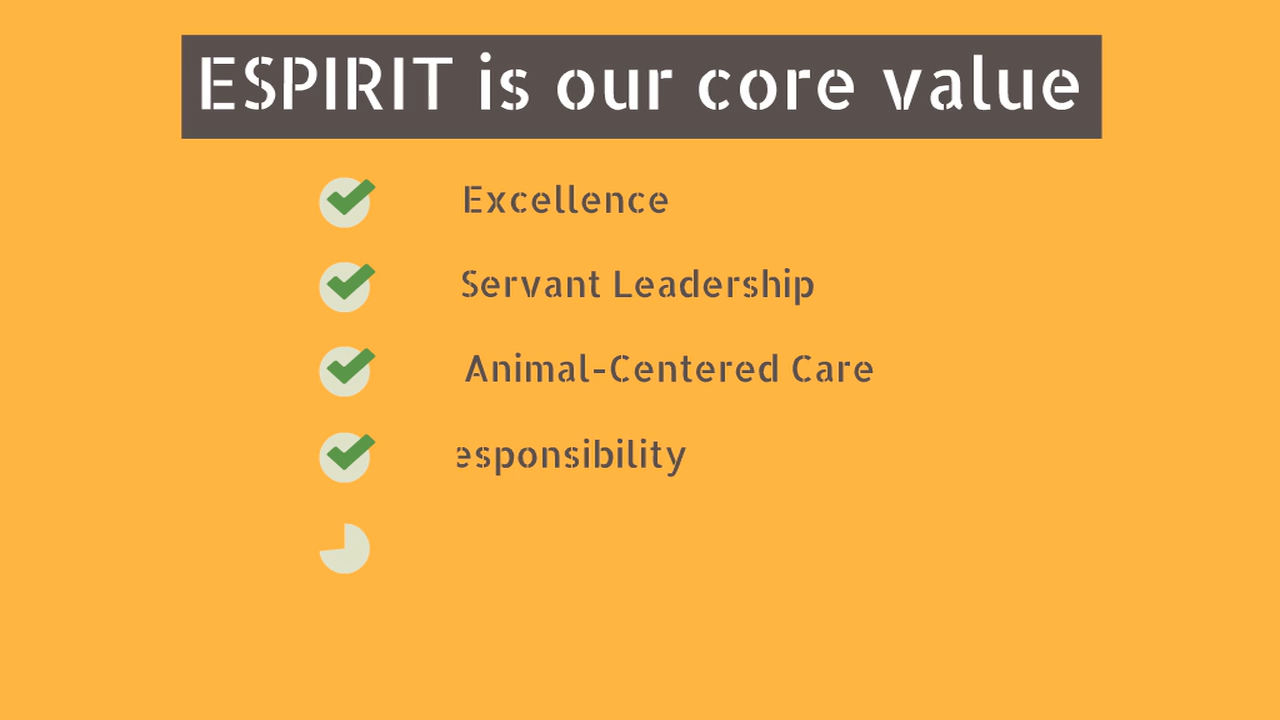 ESPIRIT is our core value
Excellence
Servant Leadership
Animal-Centered Care
esponsibility